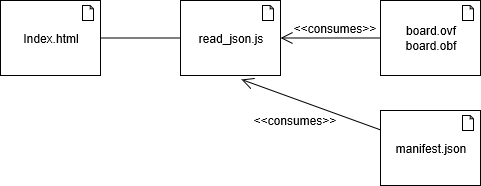 Index.html
read_json.js
<<consumes>>
board.ovf
board.obf
<<consumes>>
manifest.json